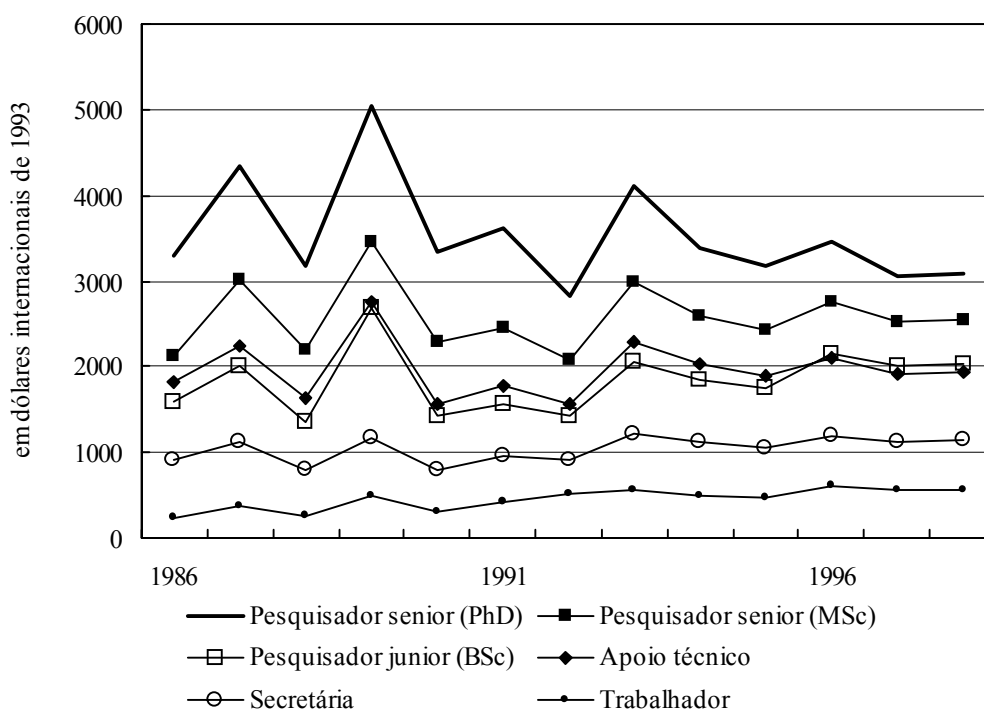 6000
5000
4000
3000
2000
1000
0
em dólares internacionais de 1993
1986 1991 1996
Pesquisador senior (PhD) Pesquisador senior (MSc)
Pesquisador junior (BSc) Apoio técnico
Secretária Trabalhador